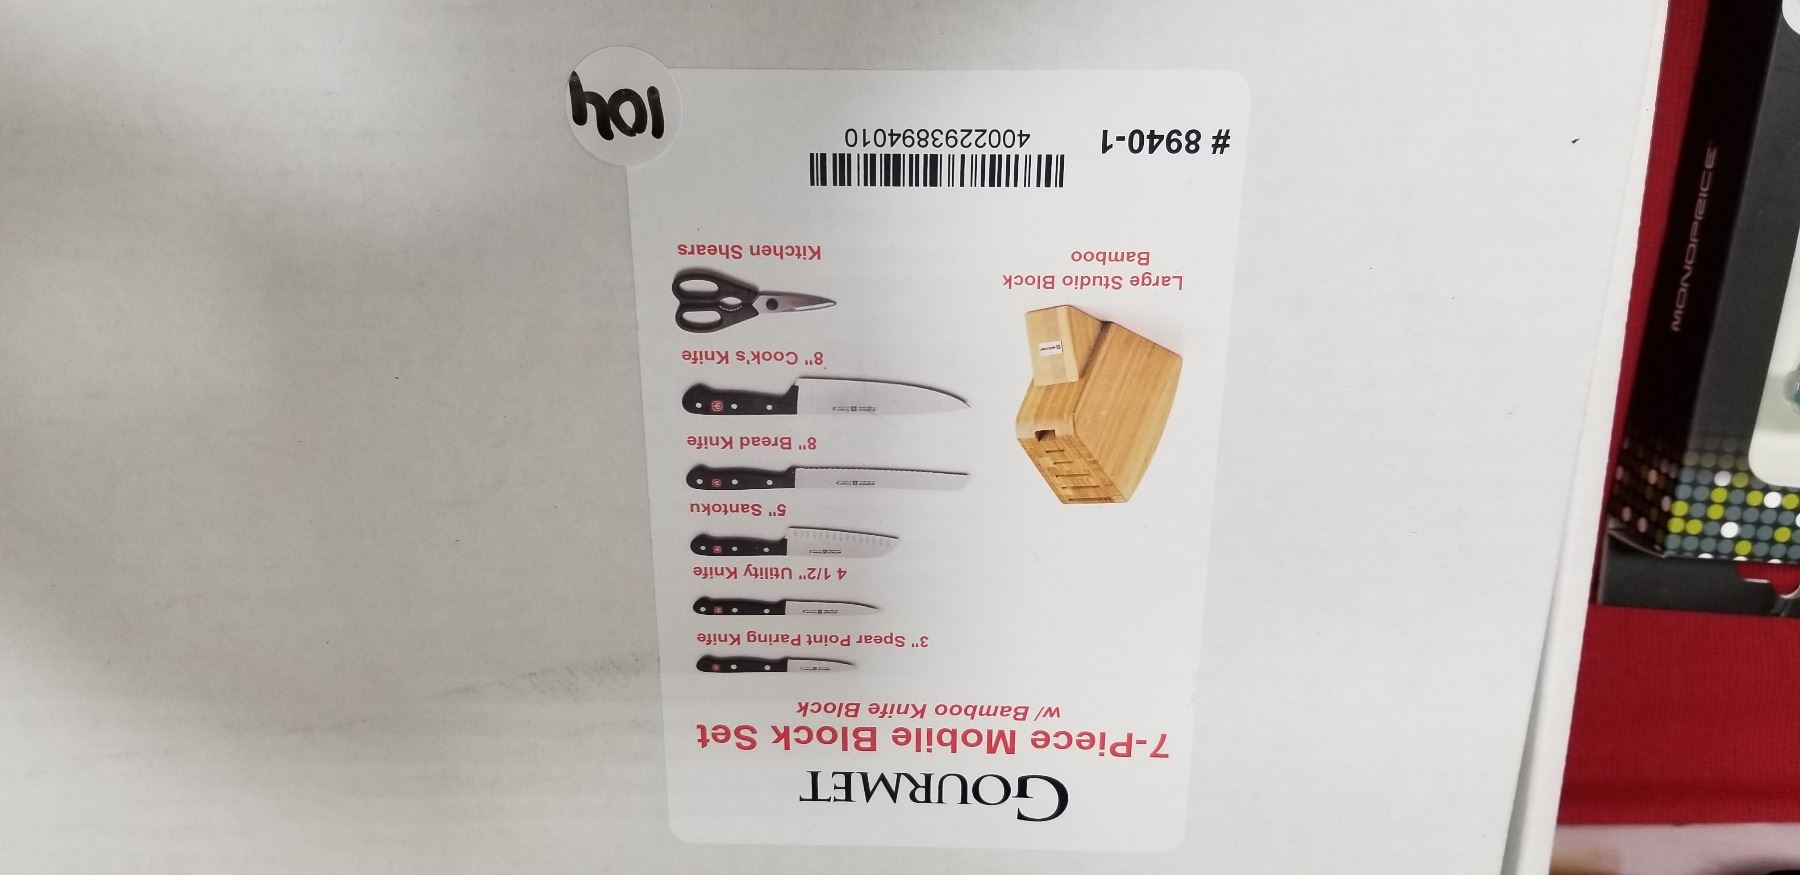 GOURMET
7-Piece Mobile Block Set
w/ Bamboo Knife Block
3" Spear Point Paring Knife
4 1/2" Utility Knife
5" Santoku
8" Bread Knife
8" Cook's Knife
Kitchen Shears
Large Studio Block
Bamboo
# 8940-1
4002293894010
104
MONOPRICE